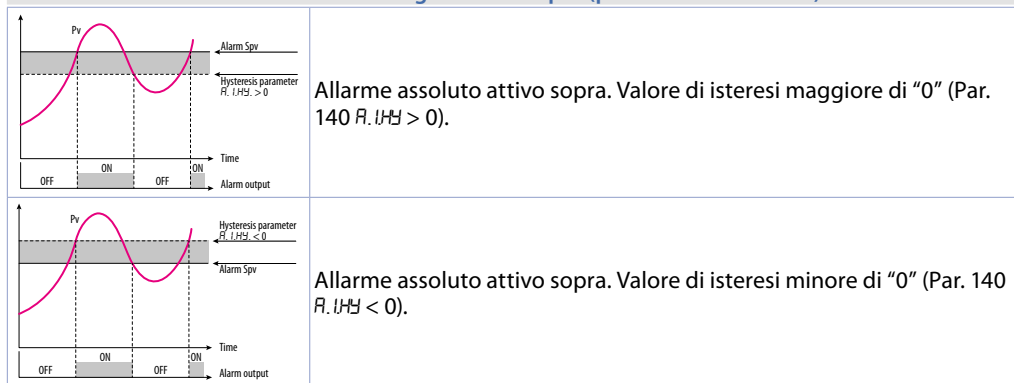 Pv
Alarm Spv
Hysteresis parameter
A.1.HY. > 0
Time
ON
ON
OFF
OFF
Alarm output
Allarme assoluto attivo sopra. Valore di isteresi maggiore di “0” (Par.
140 A.1.HY > 0).
Pv
Hysteresis parameter
A.1.HY. < 0
Alarm Spv
Time
ON
ON
OFF
OFF
Alarm output
Allarme assoluto attivo sopra. Valore di isteresi minore di “0” (Par. 140
A.1.HY < 0).